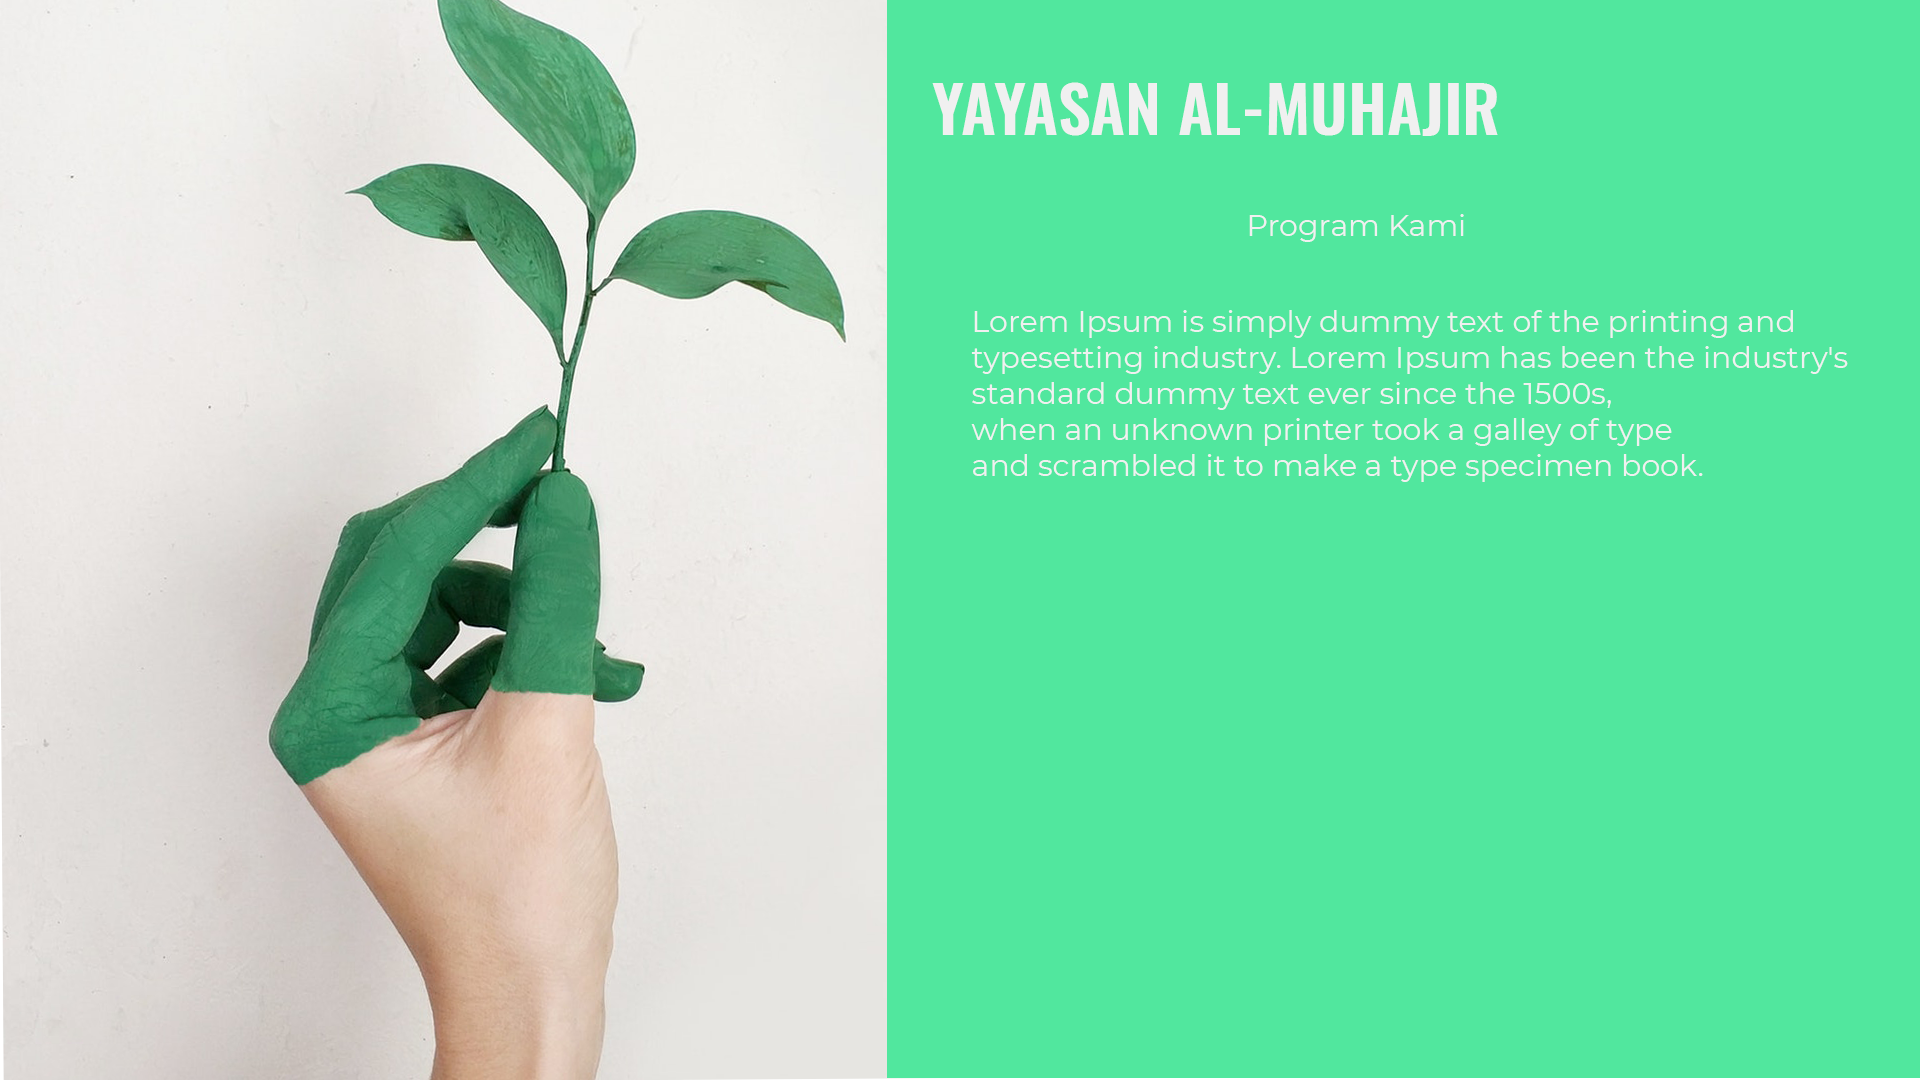 YAYASAN AL-MUHAJIR
Program Kami
Lorem Ipsum is simply dummy text of the printing and
typesetting industry. Lorem Ipsum has been the industry's
standard dummy text ever since the 1500s,
when an unknown printer took a galley of type
and scrambled it to make a type specimen book.